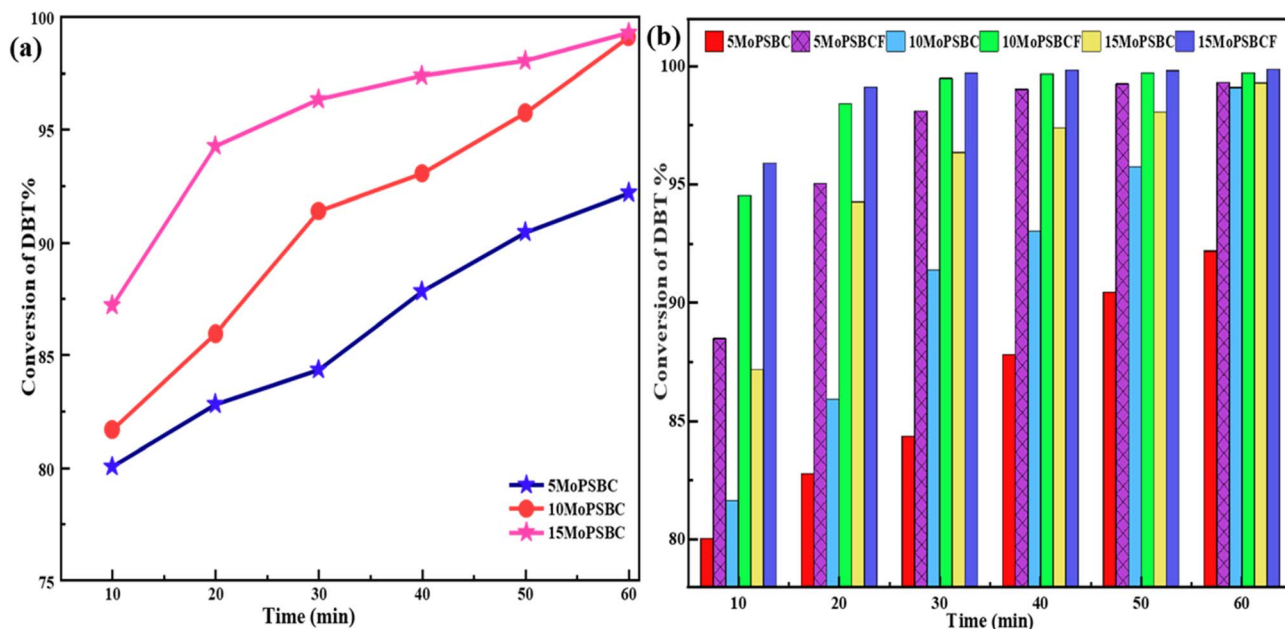 (a)
Conversion of DBT%
100
95
90
85
80
75
10 20 30 40 50 60
Time (min)
5MoPSBC
10MoPSBC
15MoPSBC
(b)
5MoPSBC 5MoPSBCF 10MoPSBC 10MoPSBCF 15MoPSBC 15MoPSBCF
Conversion of DBT %
100
95
90
85
80
10 20 30 40 50 60
Time (min)